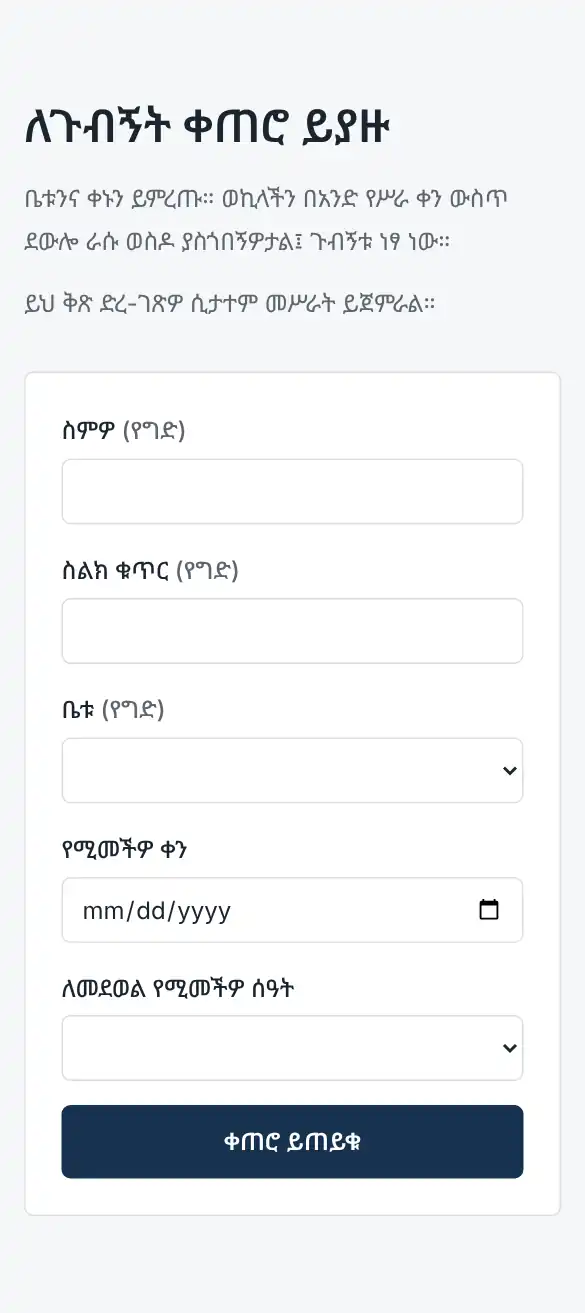 ለጉብኝት ቀጠሮ ይያዙ
ቤቱንና ቀኑን ይምረጡ። ወኪላችን በአንድ የሥራ ቀን ውስጥ
ደውሎ ራሱ ወስዶ ያስጎበኝዎታል፤ ጉብኝቱ ነፃ ነው።
ይህ ቅጽ ድረ-ገጽዎ ሲታተም መሥራት ይጀምራል።
ስምዎ (የግድ)
ስልክ ቁጥር (የግድ)
ቤቱ (የግድ)
የሚመችዎ ቀን
mm/dd/yyyy
ለመደወል የሚመችዎ ሰዓት
ቀጠሮ ይጠይቁ